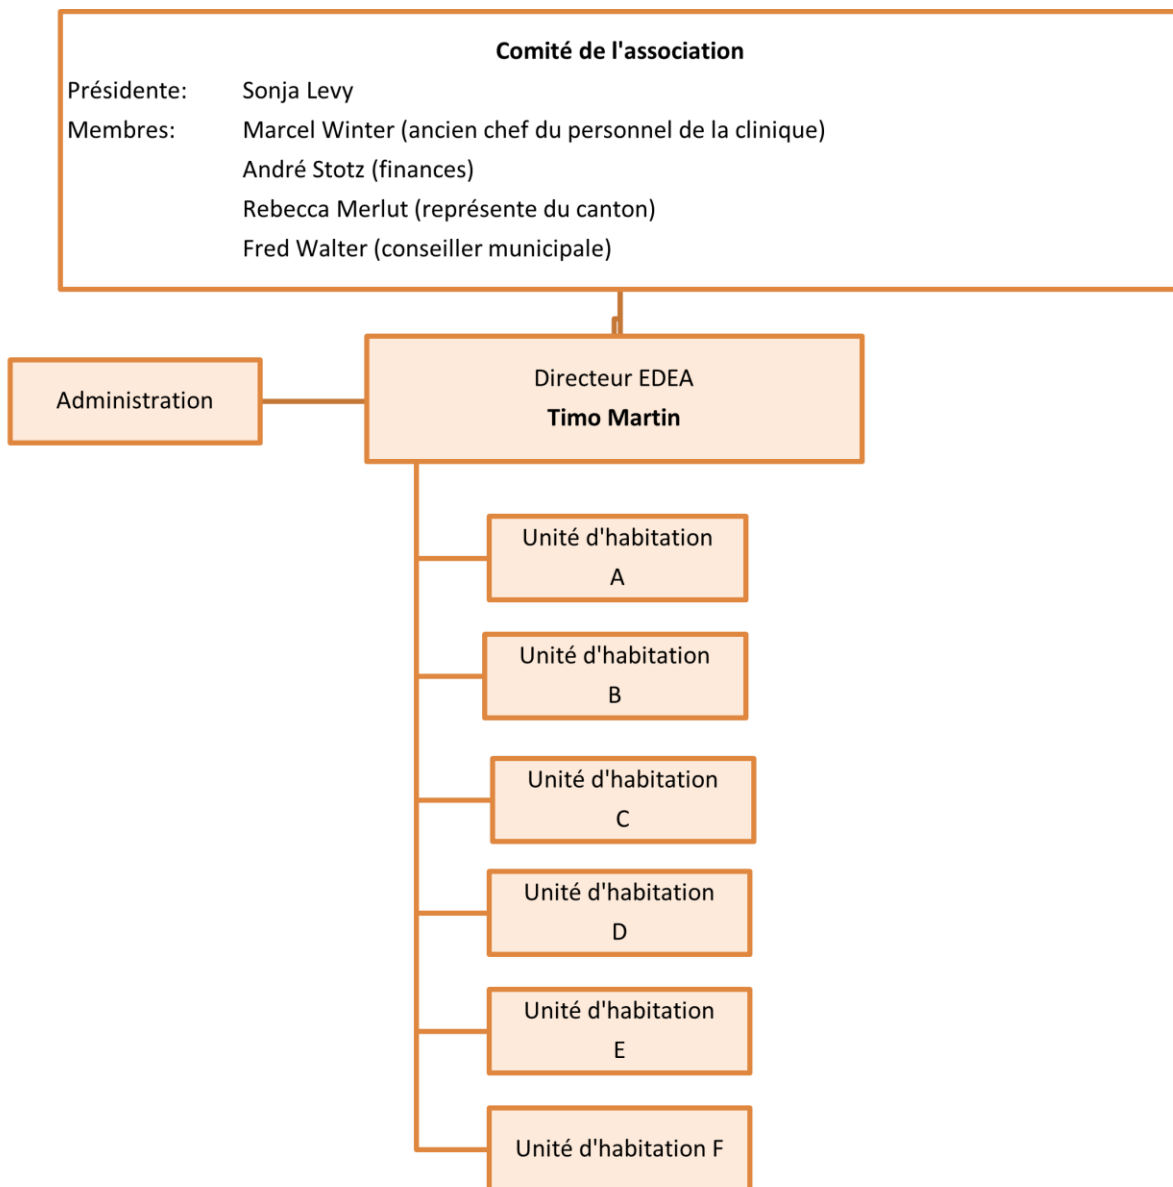 Comité de l'association
Présidente: Sonja Levy
Membres: Marcel Winter (ancien chef du personnel de la clinique)
André Stotz (finances)
Rebecca Merlut (représente du canton)
Fred Walter (conseiller municipale)
Directeur EDEA
Timo Martin
Administration
Unité d'habitation
A
Unité d'habitation
B
Unité d'habitation
C
Unité d'habitation
D
Unité d'habitation
E
Unité d'habitation F